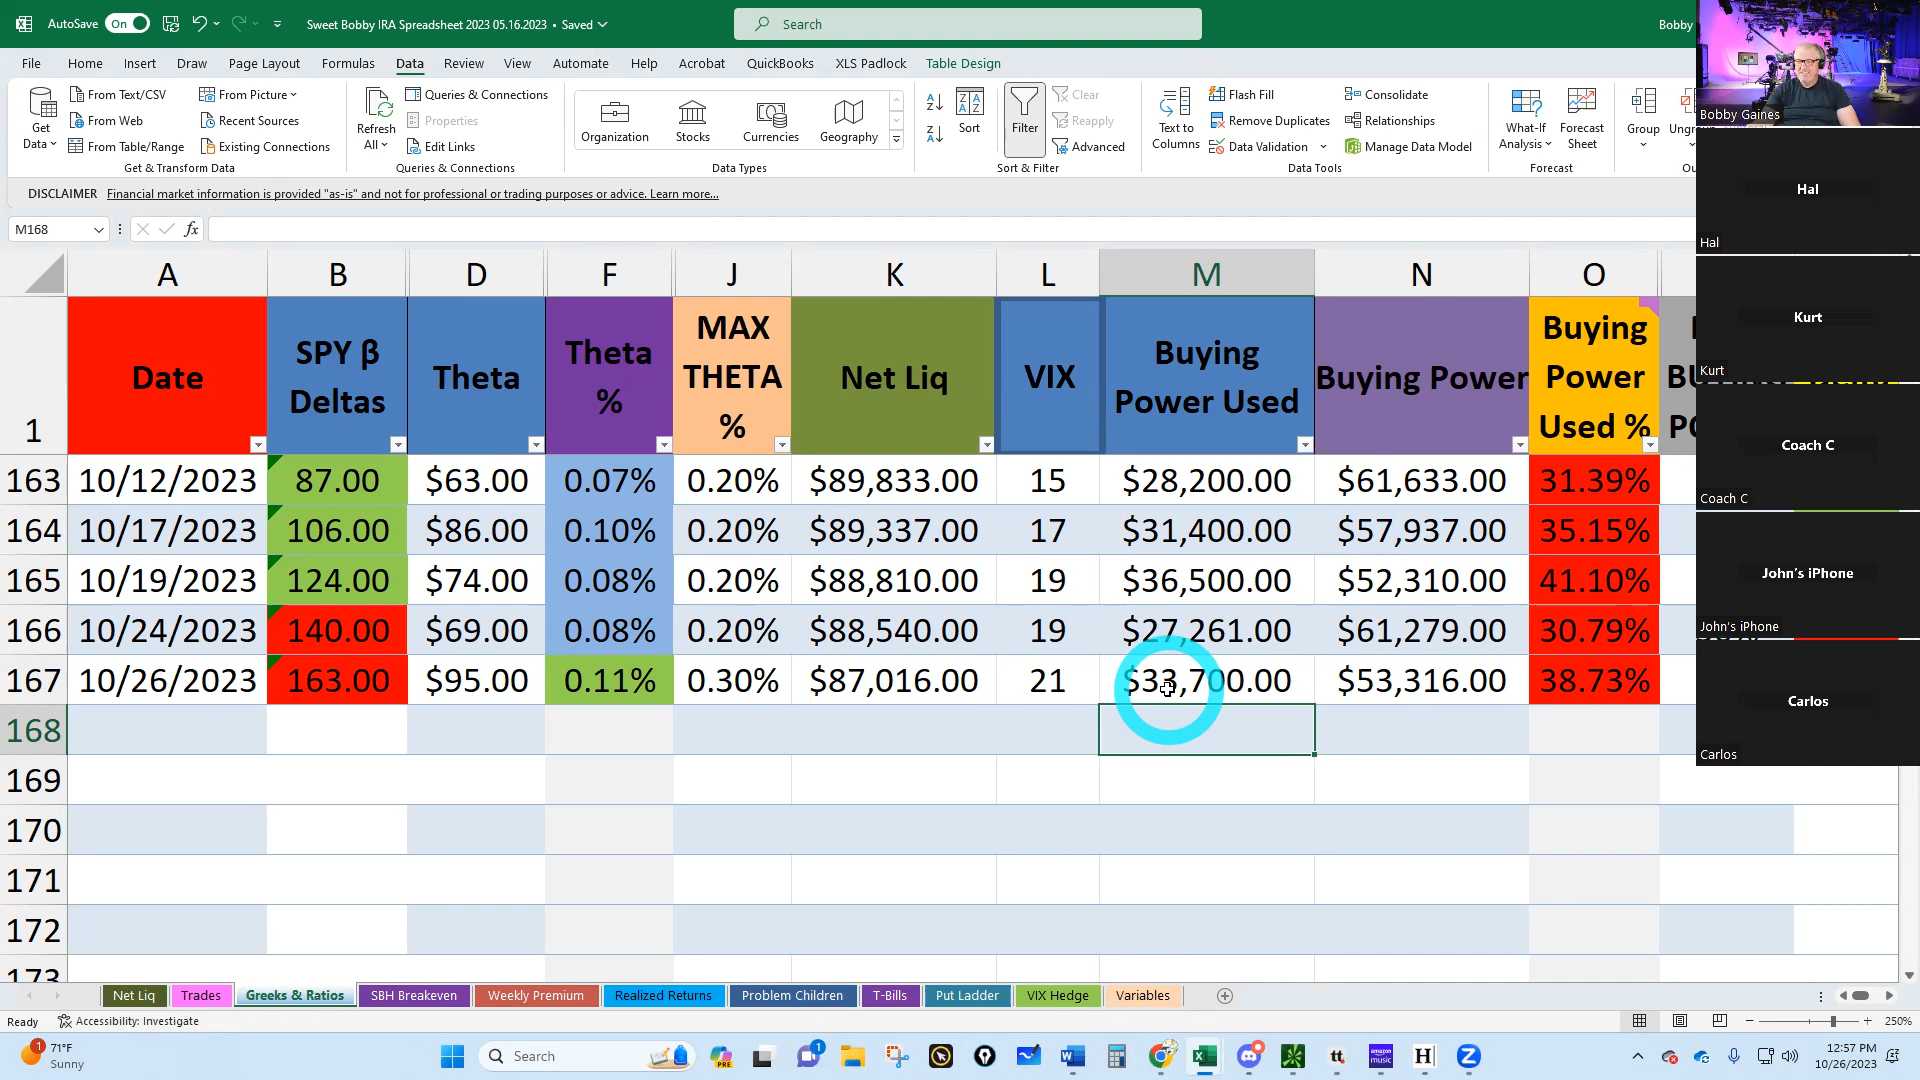 AutoSave On Sweet Bobby IRA Spreadsheet 2023 05.16.2023 • Saved Search Bobby
File Home Insert Draw Page Layout Formulas Data Review View Automate Help Acrobat QuickBooks XLS Padlock Table Design
Get Data From Text/CSV From Web From Table/Range From Picture Recent Sources Existing Connections
Refresh All Queries & Connections Properties Edit Links
Organization Stocks Currencies Geography
Sort Filter Clear Reapply Advanced
Text to Columns Flash Fill Remove Duplicates Data Validation Consolidate Relationships Manage Data Model
What-If Analysis Forecast Sheet Group
Get & Transform Data Queries & Connections Data Types Sort & Filter Data Tools Forecast
DISCLAIMER Financial market information is provided "as-is" and not for professional or trading purposes or advice. Learn more...
M168 fx
A B D F J K L M N O
1 Date SPY β Deltas Theta Theta % MAX THETA % Net Liq VIX Buying Power Used Buying Power Buying Power Used %
163 10/12/2023 87.00 $63.00 0.07% 0.20% $89,833.00 15 $28,200.00 $61,633.00 31.39%
164 10/17/2023 106.00 $86.00 0.10% 0.20% $89,337.00 17 $31,400.00 $57,937.00 35.15%
165 10/19/2023 124.00 $74.00 0.08% 0.20% $88,810.00 19 $36,500.00 $52,310.00 41.10%
166 10/24/2023 140.00 $69.00 0.08% 0.20% $88,540.00 19 $27,261.00 $61,279.00 30.79%
167 10/26/2023 163.00 $95.00 0.11% 0.30% $87,016.00 21 $33,700.00 $53,316.00 38.73%
168
169
170
171
172
173
Bobby Gaines
Hal
Hal
Kurt
Kurt
Coach C
Coach C
John's iPhone
John's iPhone
Carlos
Carlos
Net Liq Trades Greeks & Ratios SBH Breakeven Weekly Premium Realized Returns Problem Children T-Bills Put Ladder VIX Hedge Variables
Ready Accessibility: Investigate 250%
1 71°F
Sunny
Search PRE 1 tt amazon music H
12:57 PM
10/26/2023